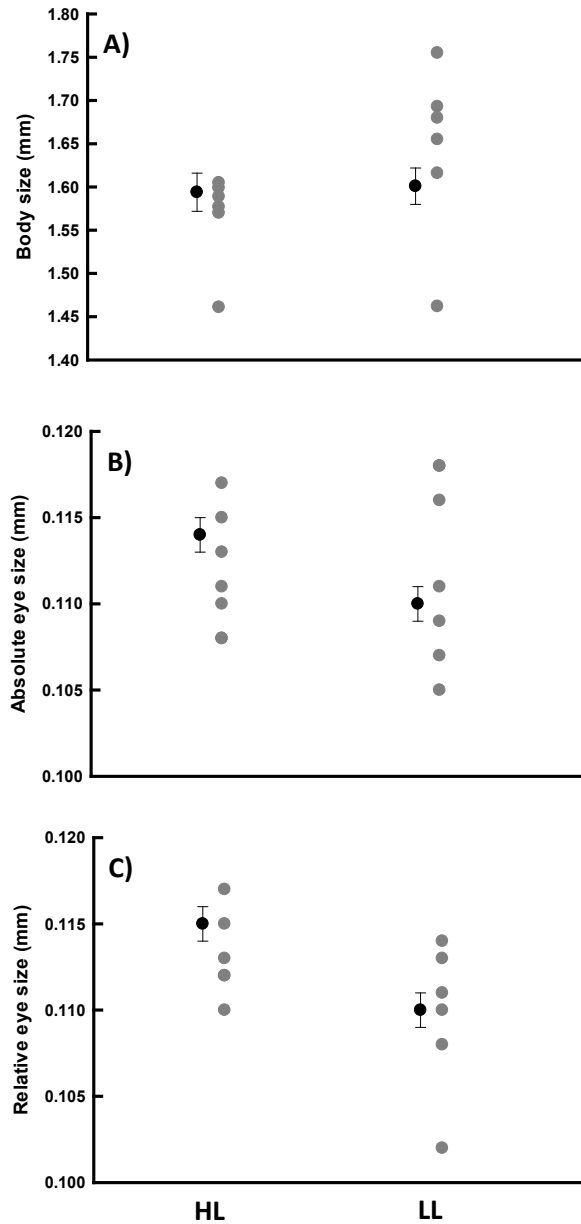 A)
Body size (mm)
1.80
1.75
1.70
1.65
1.60
1.55
1.50
1.45
1.40
B)
Absolute eye size (mm)
0.120
0.115
0.110
0.105
0.100
C)
Relative eye size (mm)
0.120
0.115
0.110
0.105
0.100
HL LL